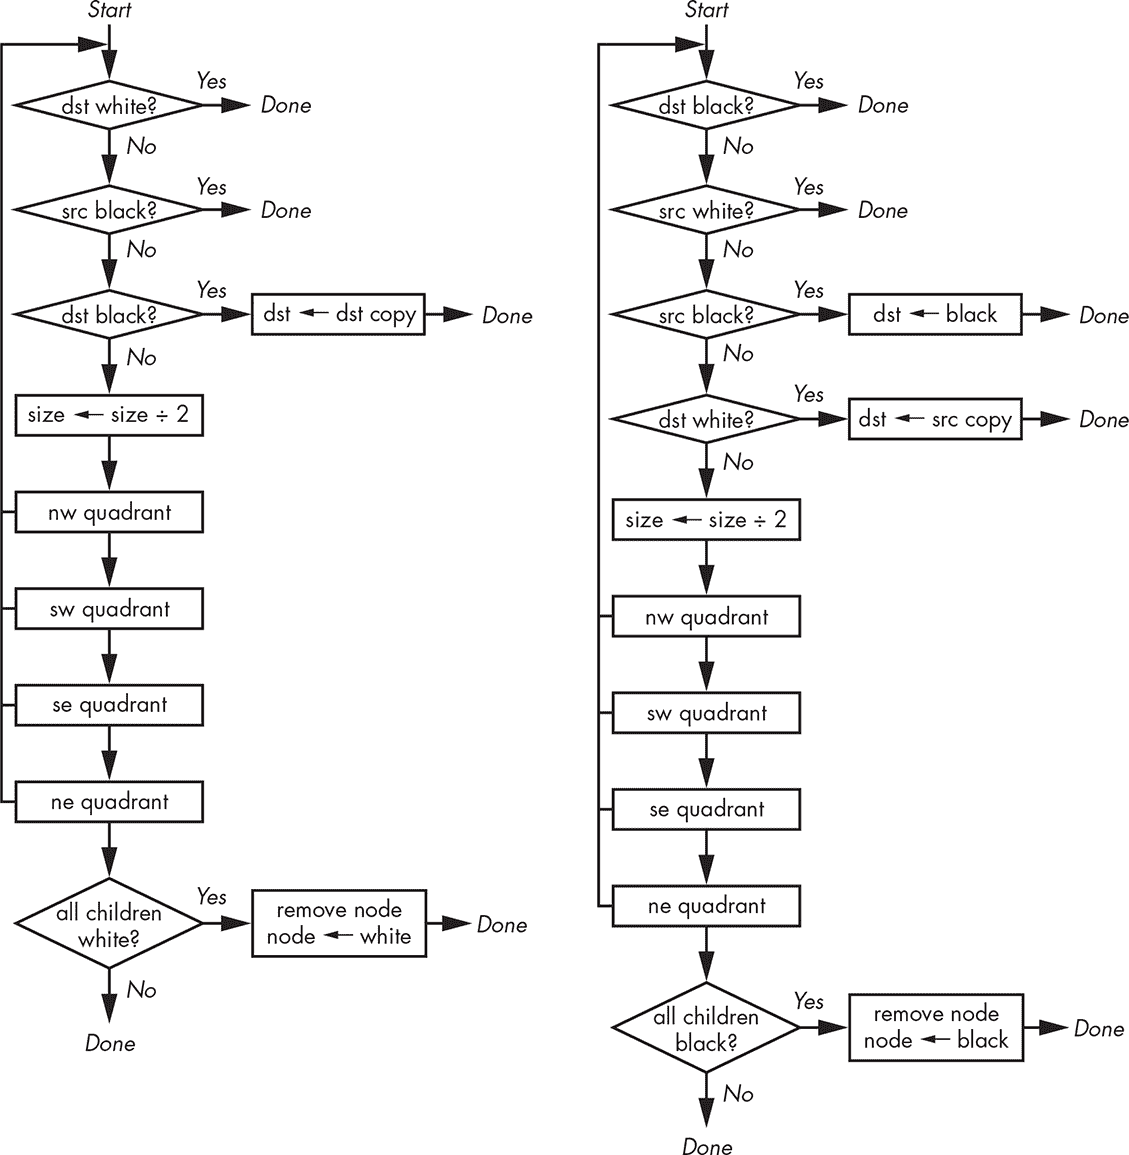 Start
dst white?
Yes
Done
No
src black?
Yes
Done
No
dst black?
Yes
dst ← dst copy
Done
No
size ← size ÷ 2
nw quadrant
sw quadrant
se quadrant
ne quadrant
all children
white?
Yes
remove node
node ← white
Done
No
Done
Start
dst black?
Yes
Done
No
src white?
Yes
Done
No
src black?
Yes
dst ← black
Done
No
dst white?
Yes
dst ← src copy
Done
No
size ← size ÷ 2
nw quadrant
sw quadrant
se quadrant
ne quadrant
all children
black?
Yes
remove node
node ← black
Done
No
Done